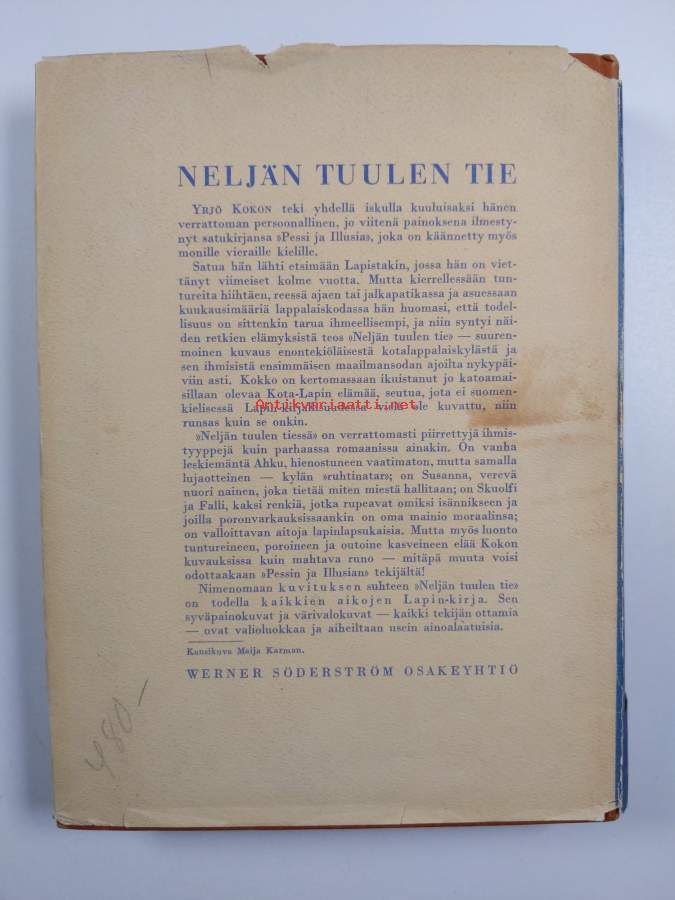 NELJÄN TUULEN TIE
YRJÖ KOKON teki yhdellä iskulla kuuluisaksi hänen
verrattoman persoonallinen, jo viitenä painoksena ilmesty-
nyt satukirjansa »Pessi ja Illusia», joka on käännetty myös
monille vieraille kielille.
Satua hän lähti etsimään Lapistakin, jossa hän on viet-
tänyt viimeiset kolme vuotta. Mutta kierrellessään tun-
tureita hiihtäen, reessä ajaen tai jalkapatikassa ja asuessaan
kuukausimääriä lappalaiskodassa hän huomasi, että todel-
lisuus on sittenkin tarua ihmeellisempi, ja niin syntyi näi-
den retkien elämyksistä teos »Neljän tuulen tie» — suuren-
moinen kuvaus enontekiöläisestä kotalappalaiskylästä ja
sen ihmisistä ensimmäisen maailmansodan ajoilta nykypäi-
viin asti. Kokko on kertomassaan ikuistanut jo katoamai-
sillaan olevaa Kota-Lapin elämää, seutua, jota ei suomen-
kielisessä Lapin-kirjallisuudessa vielä ole kuvattu, niin
runsas kuin se onkin.
Antikvariaatti.net
»Neljän tuulen tiessä» on verrattomasti piirrettyjä ihmis-
tyyppejä kuin parhaassa romaanissa ainakin. On vanha
leskiemäntä Ahku, hienostuneen vaatimaton, mutta samalla
lujaotteinen — kylän »ruhtinatar»; on Susanna, verevä
nuori nainen, joka tietää miten miestä hallitaan; on Skuolfi
ja Falli, kaksi renkiä, jotka rupeavat omiksi isännikseen ja
joilla poronvarkauksissaankin on oma mainio moraalinsa;
on valloittavan aitoja lapinlapsukaisia. Mutta myös luonto
tuntureineen, poroineen ja outoine kasveineen elää Kokon
kuvauksissa kuin mahtava runo — mitäpä muuta voisi
odottaakaan »Pessin ja Illusian» tekijältä!
Nimenomaan kuvituksen suhteen »Neljän tuulen tie»
on todella kaikkien aikojen Lapin-kirja. Sen
syväpainokuvat ja värivalokuvat — kaikki tekijän ottamia
— ovat valioluokkaa ja aiheiltaan usein ainoalaatuisia.
Kansikuva Maija Karman.
WERNER SÖDERSTRÖM OSAKEYHTIÖ
480-